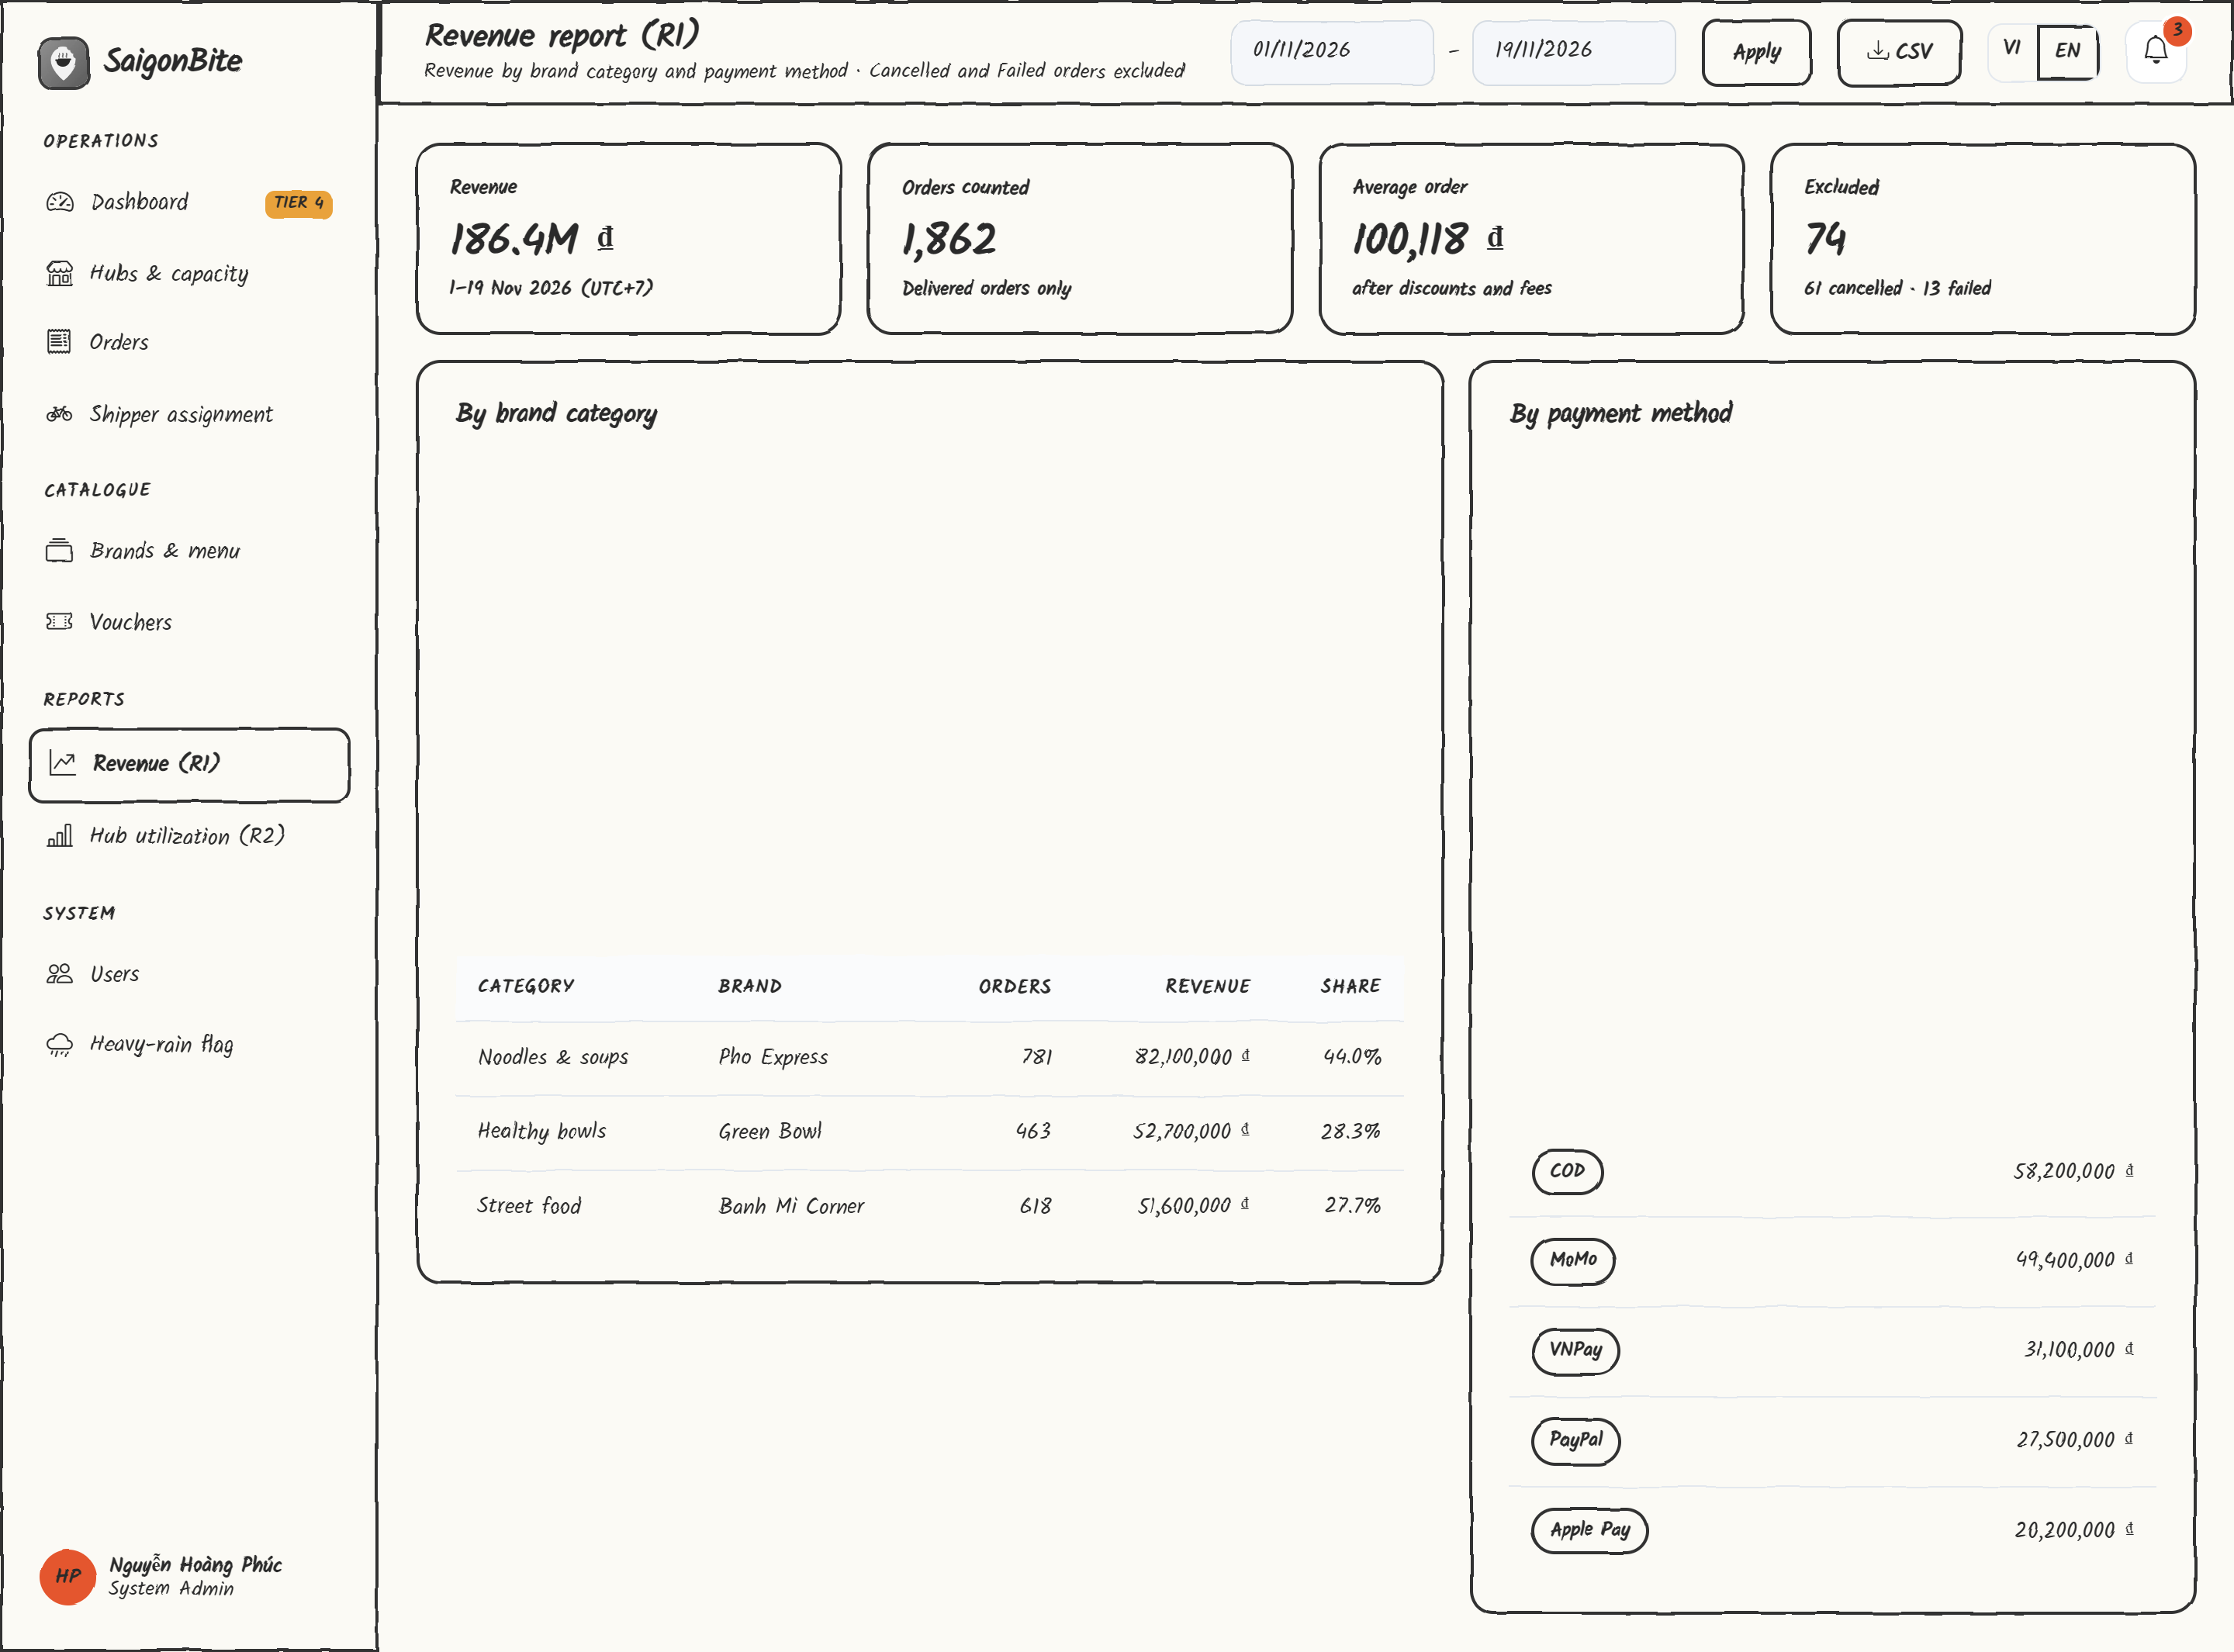 SaigonBite
OPERATIONS
Dashboard TIER 4
Hubs & capacity
Orders
Shipper assignment
CATALOGUE
Brands & menu
Vouchers
REPORTS
Revenue (R1)
Hub utilization (R2)
SYSTEM
Users
Heavy-rain flag
HP
Nguyễn Hoàng Phúc
System Admin
Revenue report (R1)
Revenue by brand category and payment method · Cancelled and Failed orders excluded
01/11/2026 – 19/11/2026 Apply CSV VI EN 3
Revenue
186.4M ₫
1–19 Nov 2026 (UTC+7)
Orders counted
1,862
Delivered orders only
Average order
100,118 ₫
after discounts and fees
Excluded
74
61 cancelled · 13 failed
By brand category
CATEGORY BRAND ORDERS REVENUE SHARE
Noodles & soups Pho Express 781 82,100,000 ₫ 44.0%
Healthy bowls Green Bowl 463 52,700,000 ₫ 28.3%
Street food Banh Mi Corner 618 51,600,000 ₫ 27.7%
By payment method
COD 58,200,000 ₫
MoMo 49,400,000 ₫
VNPay 31,100,000 ₫
PayPal 27,500,000 ₫
Apple Pay 20,200,000 ₫